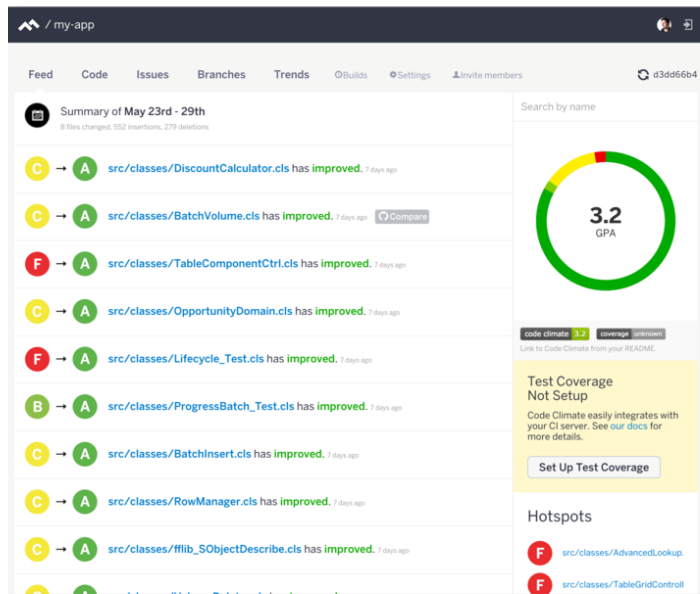 / my-app
Feed Code Issues Branches Trends Builds Settings Invite members d3dd66b4
Summary of May 23rd - 29th
8 files changed, 552 insertions, 279 deletions
C → A src/classes/DiscountCalculator.cls has improved. 7 days ago
C → A src/classes/BatchVolume.cls has improved. 7 days ago Compare
F → A src/classes/TableComponentCtrl.cls has improved. 7 days ago
C → A src/classes/OpportunityDomain.cls has improved. 7 days ago
F → A src/classes/Lifecycle_Test.cls has improved. 7 days ago
B → A src/classes/ProgressBatch_Test.cls has improved. 7 days ago
C → A src/classes/BatchInsert.cls has improved. 7 days ago
C → A src/classes/RowManager.cls has improved. 7 days ago
C → A src/classes/fflib_SObjectDescribe.cls has improved. 7 days ago
Search by name
3.2
GPA
code climate 3.2 coverage unknown
Link to Code Climate from your README.
Test Coverage
Not Setup
Code Climate easily integrates with
your CI server. See our docs for
more details.
Set Up Test Coverage
Hotspots
F src/classes/AdvancedLookup.
F src/classes/TableGridControll